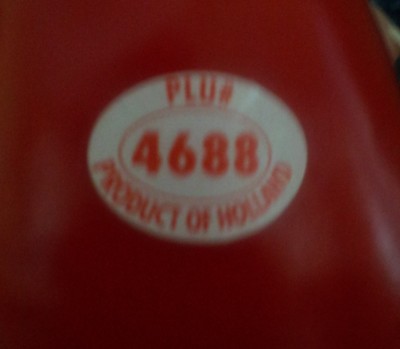 PLU#
4688
PRODUCT OF HOLLAND